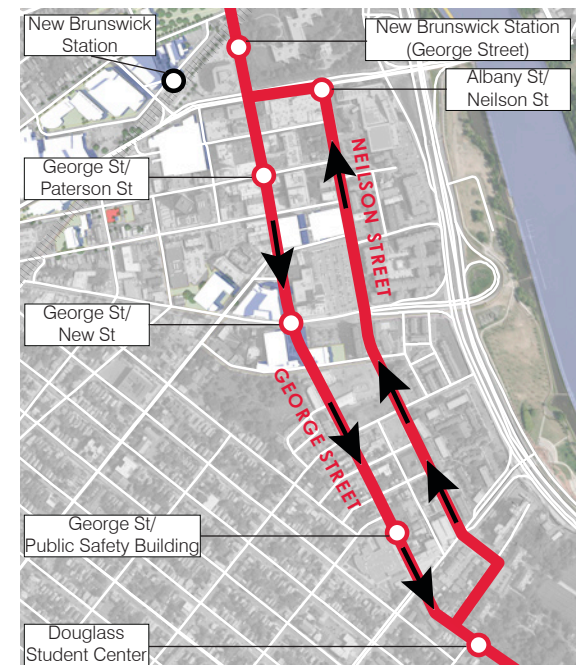 New Brunswick
Station
New Brunswick Station
(George Street)
Albany St/
Neilson St
George St/
Paterson St
NEILSON STREET
George St/
New St
GEORGE STREET
George St/
Public Safety Building
Douglass
Student Center